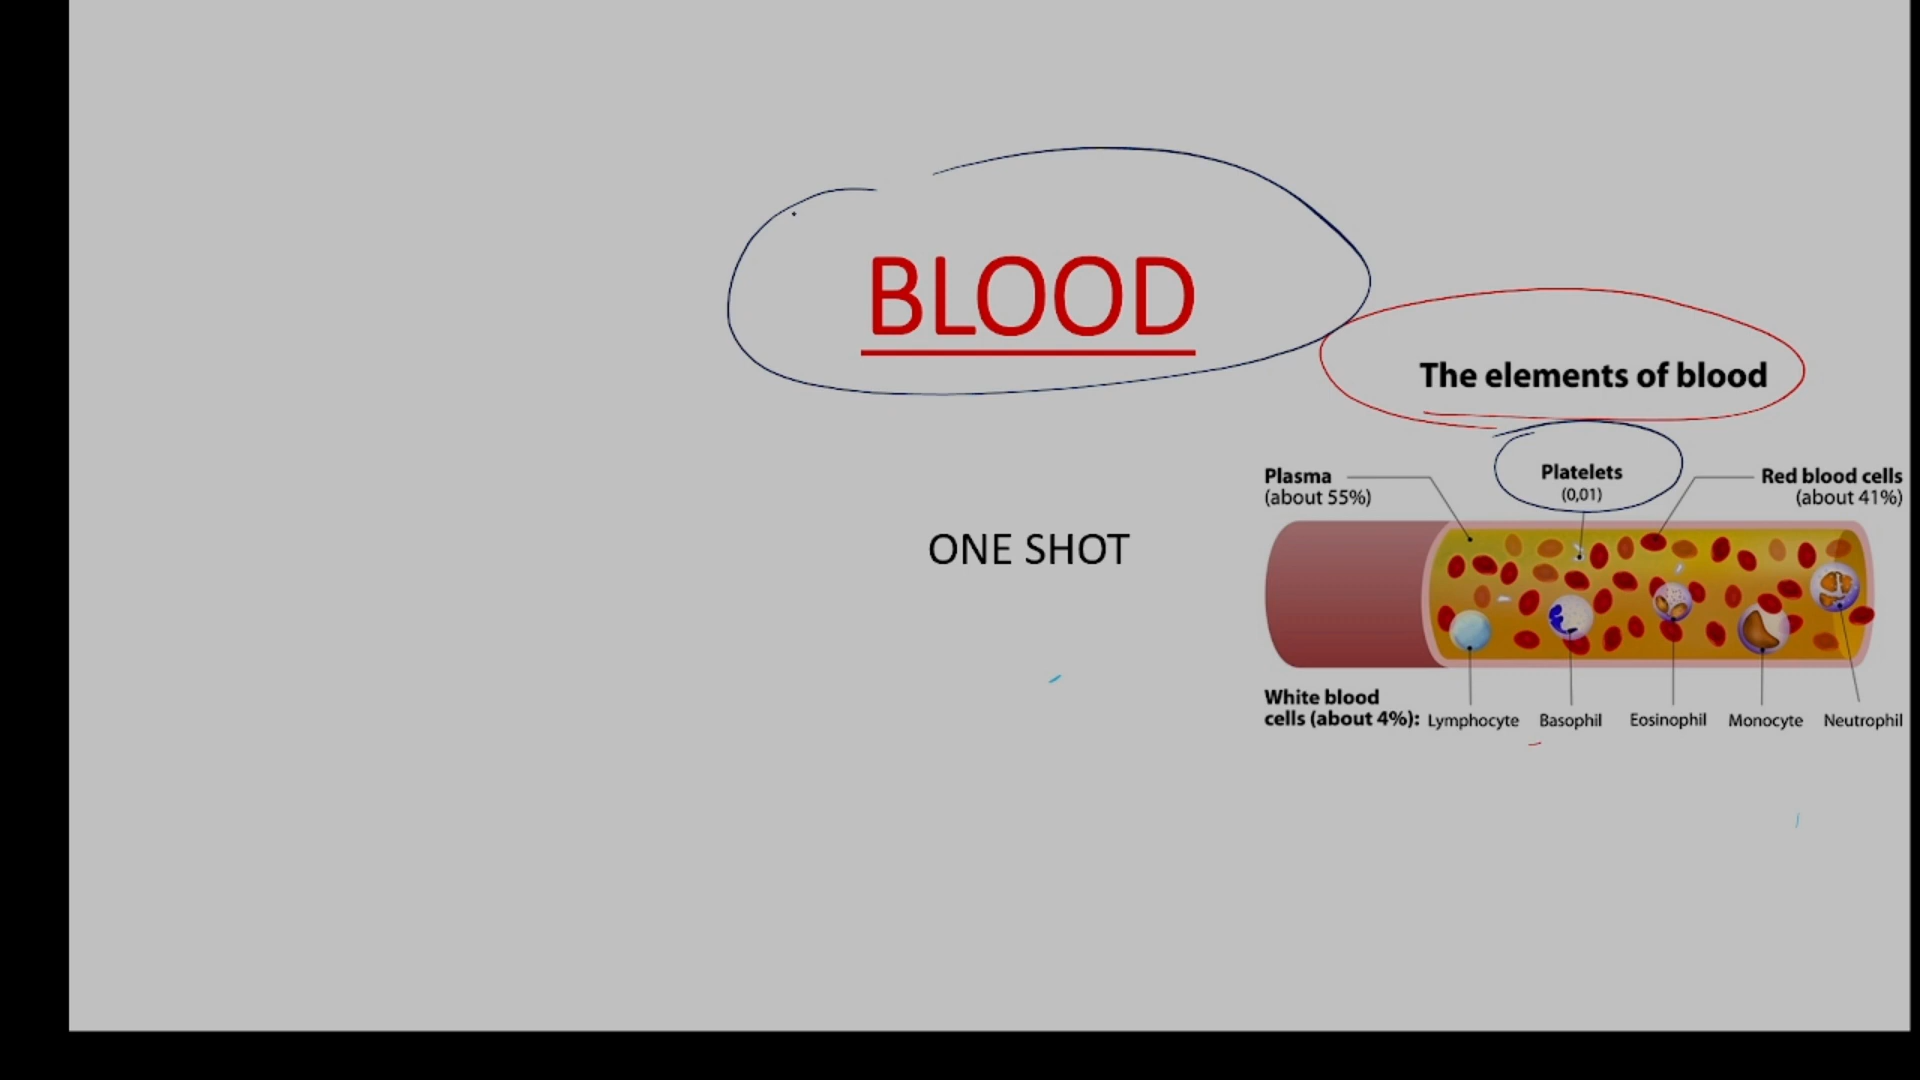 BLOOD
ONE SHOT
The elements of blood
Plasma
(about 55%)
Platelets
(0,01)
Red blood cells
(about 41%)
White blood
cells (about 4%):
Lymphocyte
Basophil
Eosinophil
Monocyte
Neutrophil